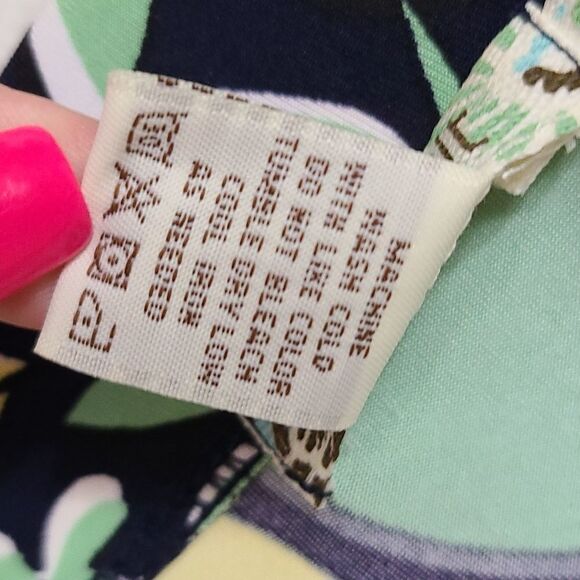 MACHINE
WASH COLD
WITH LIKE COLOR
DO NOT BLEACH
TUMBLE DRY LOW
COOL IRON
AS NEEDED